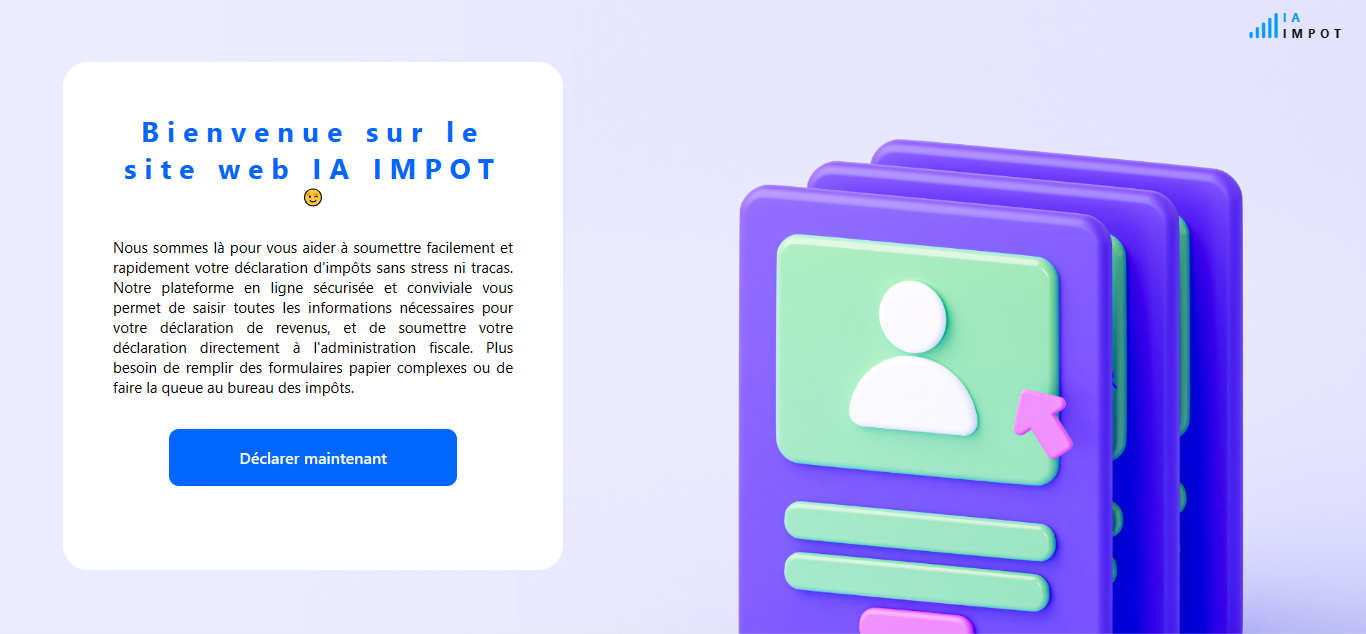 IA
IMPOT
Bienvenue sur le
site web IA IMPOT
😉
Nous sommes là pour vous aider à soumettre facilement et
rapidement votre déclaration d'impôts sans stress ni tracas.
Notre plateforme en ligne sécurisée et conviviale vous
permet de saisir toutes les informations nécessaires pour
votre déclaration de revenus, et de soumettre votre
déclaration directement à l'administration fiscale. Plus
besoin de remplir des formulaires papier complexes ou de
faire la queue au bureau des impôts.
Déclarer maintenant